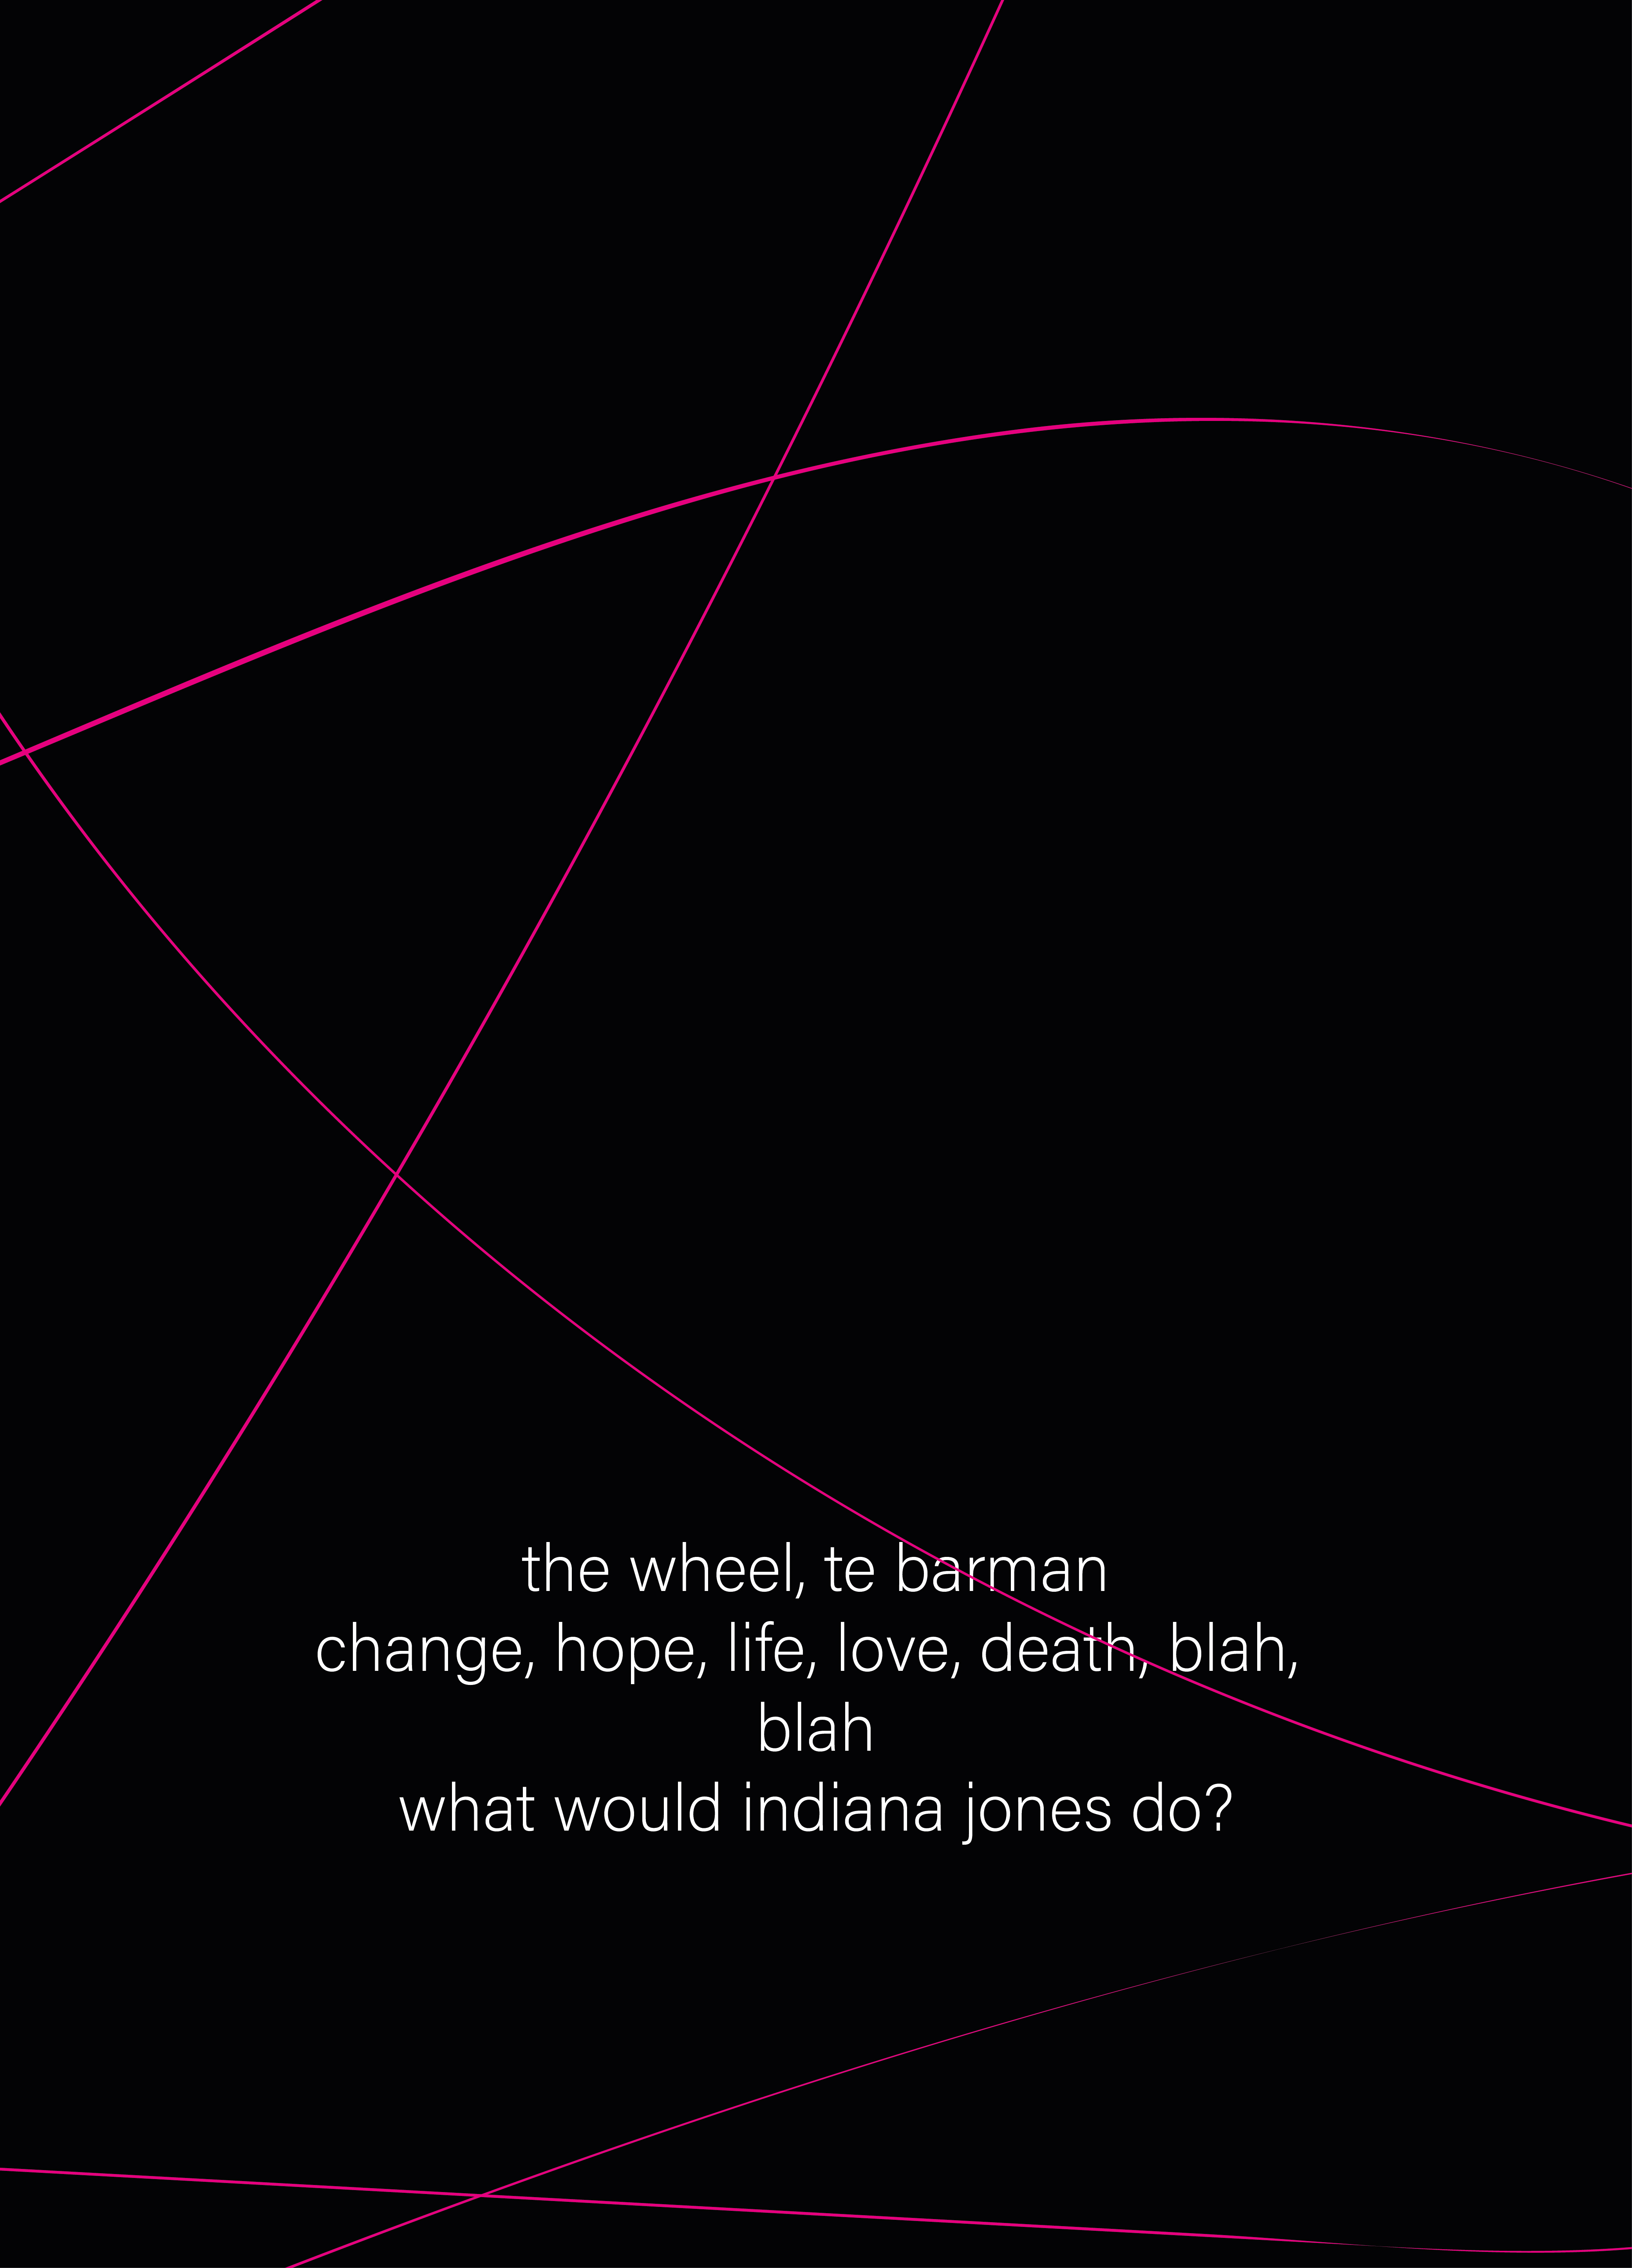 the wheel, te barman
change, hope, life, love, death, blah,
blah
what would indiana jones do?